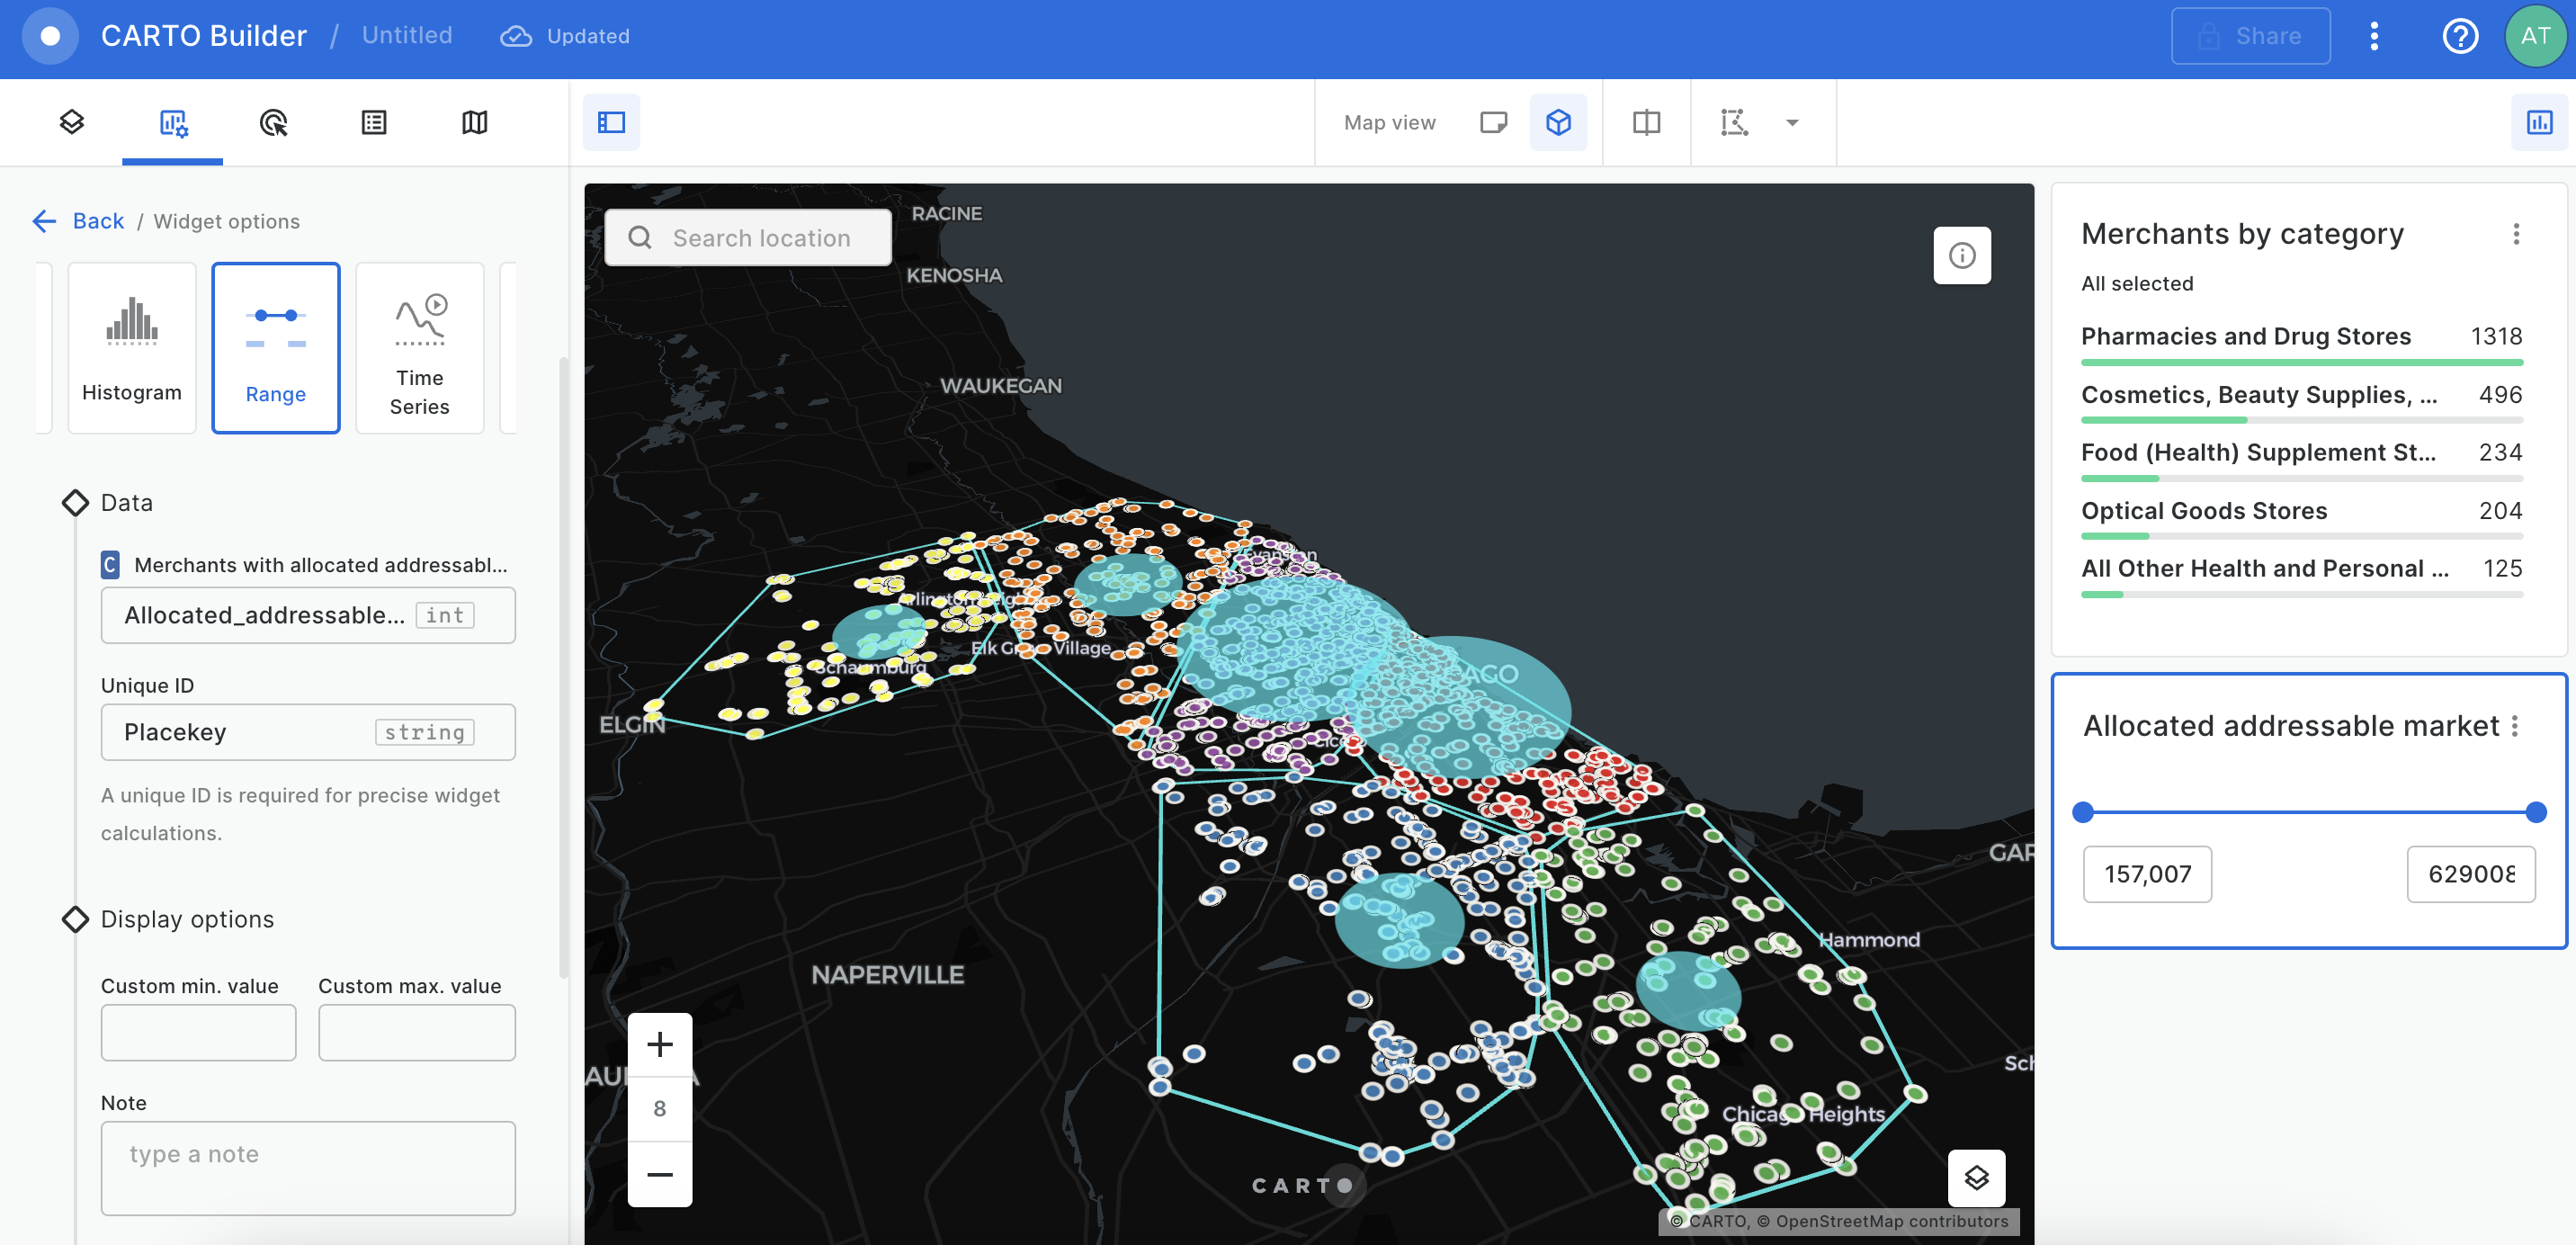 CARTO Builder / Untitled Updated
Share
AT
Map view
Back / Widget options
Histogram
Range
Time
Series
Data
C Merchants with allocated addressabl...
Allocated_addressable... int
Unique ID
Placekey string
A unique ID is required for precise widget
calculations.
Display options
Custom min. value Custom max. value
Note
type a note
Search location
RACINE
KENOSHA
WAUKEGAN
Evanston
Elk Grove Village
Schaumburg
ELGIN
NAPERVILLE
GAR
Hammond
Sch
Chicago Heights
8
CARTO
© CARTO, © OpenStreetMap contributors
Merchants by category
All selected
Pharmacies and Drug Stores 1318
Cosmetics, Beauty Supplies, ... 496
Food (Health) Supplement St... 234
Optical Goods Stores 204
All Other Health and Personal ... 125
Allocated addressable market
157,007
629008